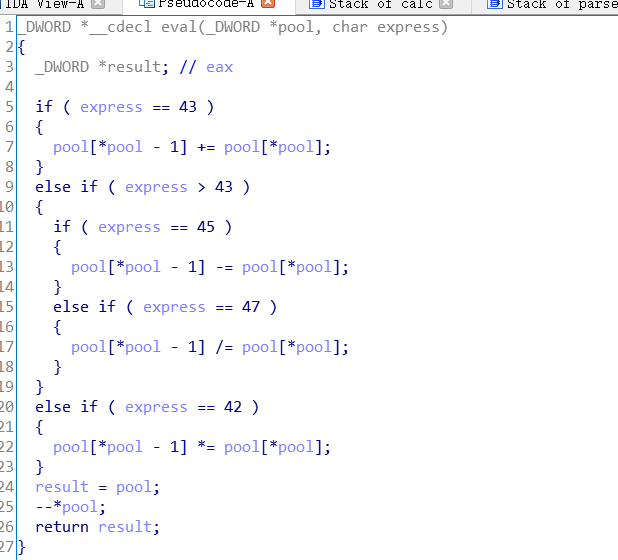 IDA View-A Pseudocode-A Stack of calc Stack of parse
1 _DWORD *__cdecl eval(_DWORD *pool, char express)
2 {
3 _DWORD *result; // eax
4
5 if ( express == 43 )
6 {
7 pool[*pool - 1] += pool[*pool];
8 }
9 else if ( express > 43 )
10 {
11 if ( express == 45 )
12 {
13 pool[*pool - 1] -= pool[*pool];
14 }
15 else if ( express == 47 )
16 {
17 pool[*pool - 1] /= pool[*pool];
18 }
19 }
20 else if ( express == 42 )
21 {
22 pool[*pool - 1] *= pool[*pool];
23 }
24 result = pool;
25 --*pool;
26 return result;
27 }